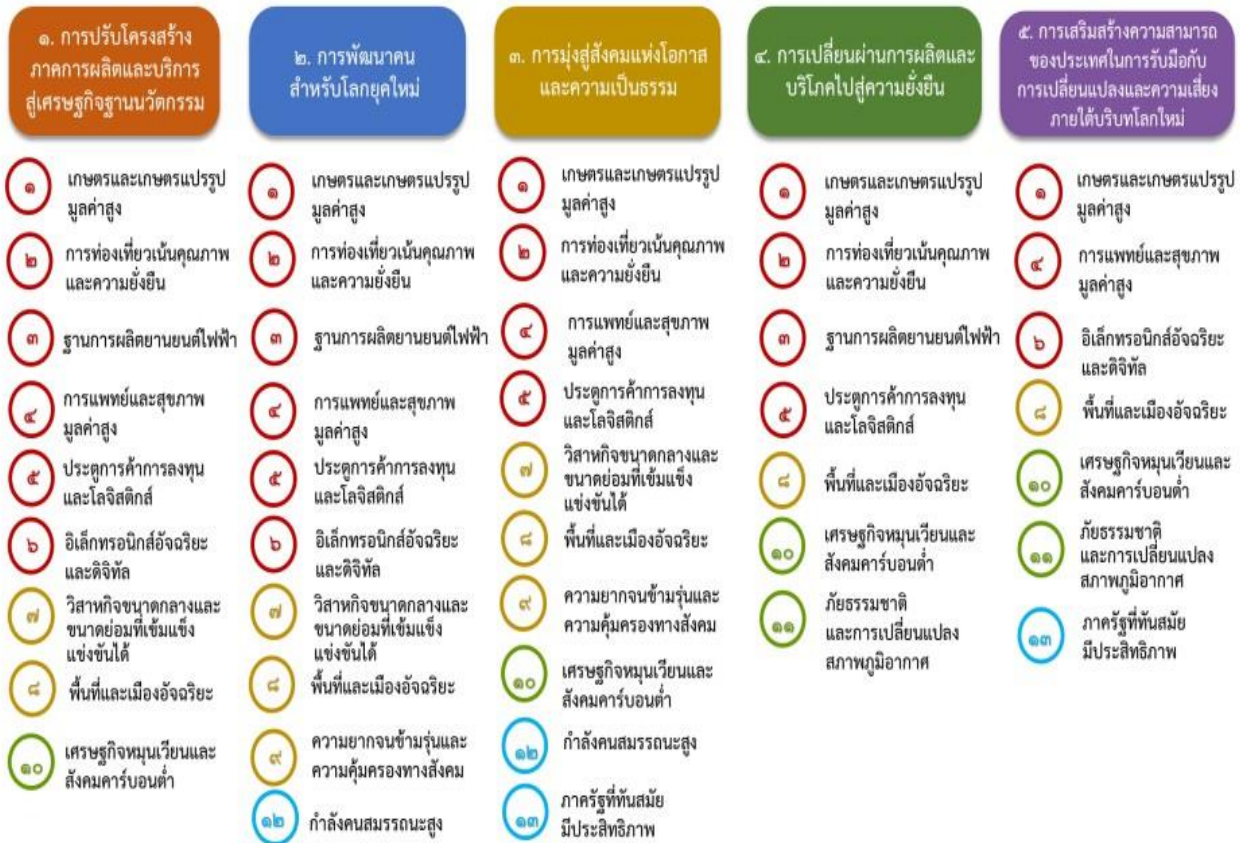 ๑. การปรับโครงสร้าง
ภาคการผลิตและบริการ
สู่เศรษฐกิจฐานนวัตกรรม
๑
เกษตรและเกษตรแปรรูป
มูลค่าสูง
๒
การท่องเที่ยวเน้นคุณภาพ
และความยั่งยืน
๓
ฐานการผลิตยานยนต์ไฟฟ้า
๔
การแพทย์และสุขภาพ
มูลค่าสูง
๕
ประตูการค้าการลงทุน
และโลจิสติกส์
๖
อิเล็กทรอนิกส์อัจฉริยะ
และดิจิทัล
๗
วิสาหกิจขนาดกลางและ
ขนาดย่อมที่เข้มแข็ง
แข่งขันได้
๘
พื้นที่และเมืองอัจฉริยะ
๑๐
เศรษฐกิจหมุนเวียนและ
สังคมคาร์บอนต่ำ
๒. การพัฒนาคน
สำหรับโลกยุคใหม่
๑
เกษตรและเกษตรแปรรูป
มูลค่าสูง
๒
การท่องเที่ยวเน้นคุณภาพ
และความยั่งยืน
๓
ฐานการผลิตยานยนต์ไฟฟ้า
๔
การแพทย์และสุขภาพ
มูลค่าสูง
๕
ประตูการค้าการลงทุน
และโลจิสติกส์
๖
อิเล็กทรอนิกส์อัจฉริยะ
และดิจิทัล
๗
วิสาหกิจขนาดกลางและ
ขนาดย่อมที่เข้มแข็ง
แข่งขันได้
๘
พื้นที่และเมืองอัจฉริยะ
๙
ความยากจนข้ามรุ่นและ
ความคุ้มครองทางสังคม
๑๒
กำลังคนสมรรถนะสูง
๓. การมุ่งสู่สังคมแห่งโอกาส
และความเป็นธรรม
๑
เกษตรและเกษตรแปรรูป
มูลค่าสูง
๒
การท่องเที่ยวเน้นคุณภาพ
และความยั่งยืน
๔
การแพทย์และสุขภาพ
มูลค่าสูง
๕
ประตูการค้าการลงทุน
และโลจิสติกส์
๗
วิสาหกิจขนาดกลางและ
ขนาดย่อมที่เข้มแข็ง
แข่งขันได้
๘
พื้นที่และเมืองอัจฉริยะ
๙
ความยากจนข้ามรุ่นและ
ความคุ้มครองทางสังคม
๑๐
เศรษฐกิจหมุนเวียนและ
สังคมคาร์บอนต่ำ
๑๒
กำลังคนสมรรถนะสูง
๑๓
ภาครัฐที่ทันสมัย
มีประสิทธิภาพ
๔. การเปลี่ยนผ่านการผลิตและ
บริโภคไปสู่ความยั่งยืน
๑
เกษตรและเกษตรแปรรูป
มูลค่าสูง
๒
การท่องเที่ยวเน้นคุณภาพ
และความยั่งยืน
๓
ฐานการผลิตยานยนต์ไฟฟ้า
๕
ประตูการค้าการลงทุน
และโลจิสติกส์
๘
พื้นที่และเมืองอัจฉริยะ
๑๐
เศรษฐกิจหมุนเวียนและ
สังคมคาร์บอนต่ำ
๑๑
ภัยธรรมชาติ
และการเปลี่ยนแปลง
สภาพภูมิอากาศ
๕. การเสริมสร้างความสามารถ
ของประเทศในการรับมือกับ
การเปลี่ยนแปลงและความเสี่ยง
ภายใต้บริบทโลกใหม่
๑
เกษตรและเกษตรแปรรูป
มูลค่าสูง
๔
การแพทย์และสุขภาพ
มูลค่าสูง
๖
อิเล็กทรอนิกส์อัจฉริยะ
และดิจิทัล
๘
พื้นที่และเมืองอัจฉริยะ
๑๐
เศรษฐกิจหมุนเวียนและ
สังคมคาร์บอนต่ำ
๑๑
ภัยธรรมชาติ
และการเปลี่ยนแปลง
สภาพภูมิอากาศ
๑๓
ภาครัฐที่ทันสมัย
มีประสิทธิภาพ